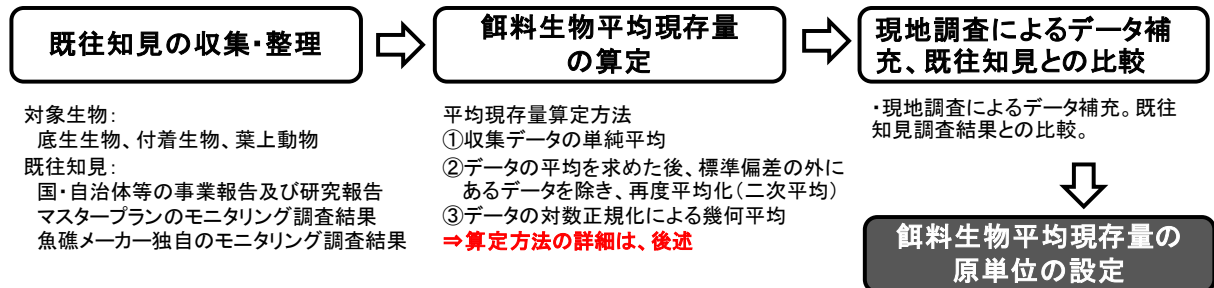 既往知見の収集・整理
対象生物：
底生生物、付着生物、葉上動物
既往知見：
国・自治体等の事業報告及び研究報告
マスタープランのモニタリング調査結果
魚礁メーカー独自のモニタリング調査結果
餌料生物平均現存量
の算定
平均現存量算定方法
①収集データの単純平均
②データの平均を求めた後、標準偏差の外に
あるデータを除き、再度平均化（二次平均）
③データの対数正規化による幾何平均
⇒算定方法の詳細は、後述
現地調査によるデータ補
充、既往知見との比較
・現地調査によるデータ補充。既往
知見調査結果との比較。
餌料生物平均現存量の
原単位の設定